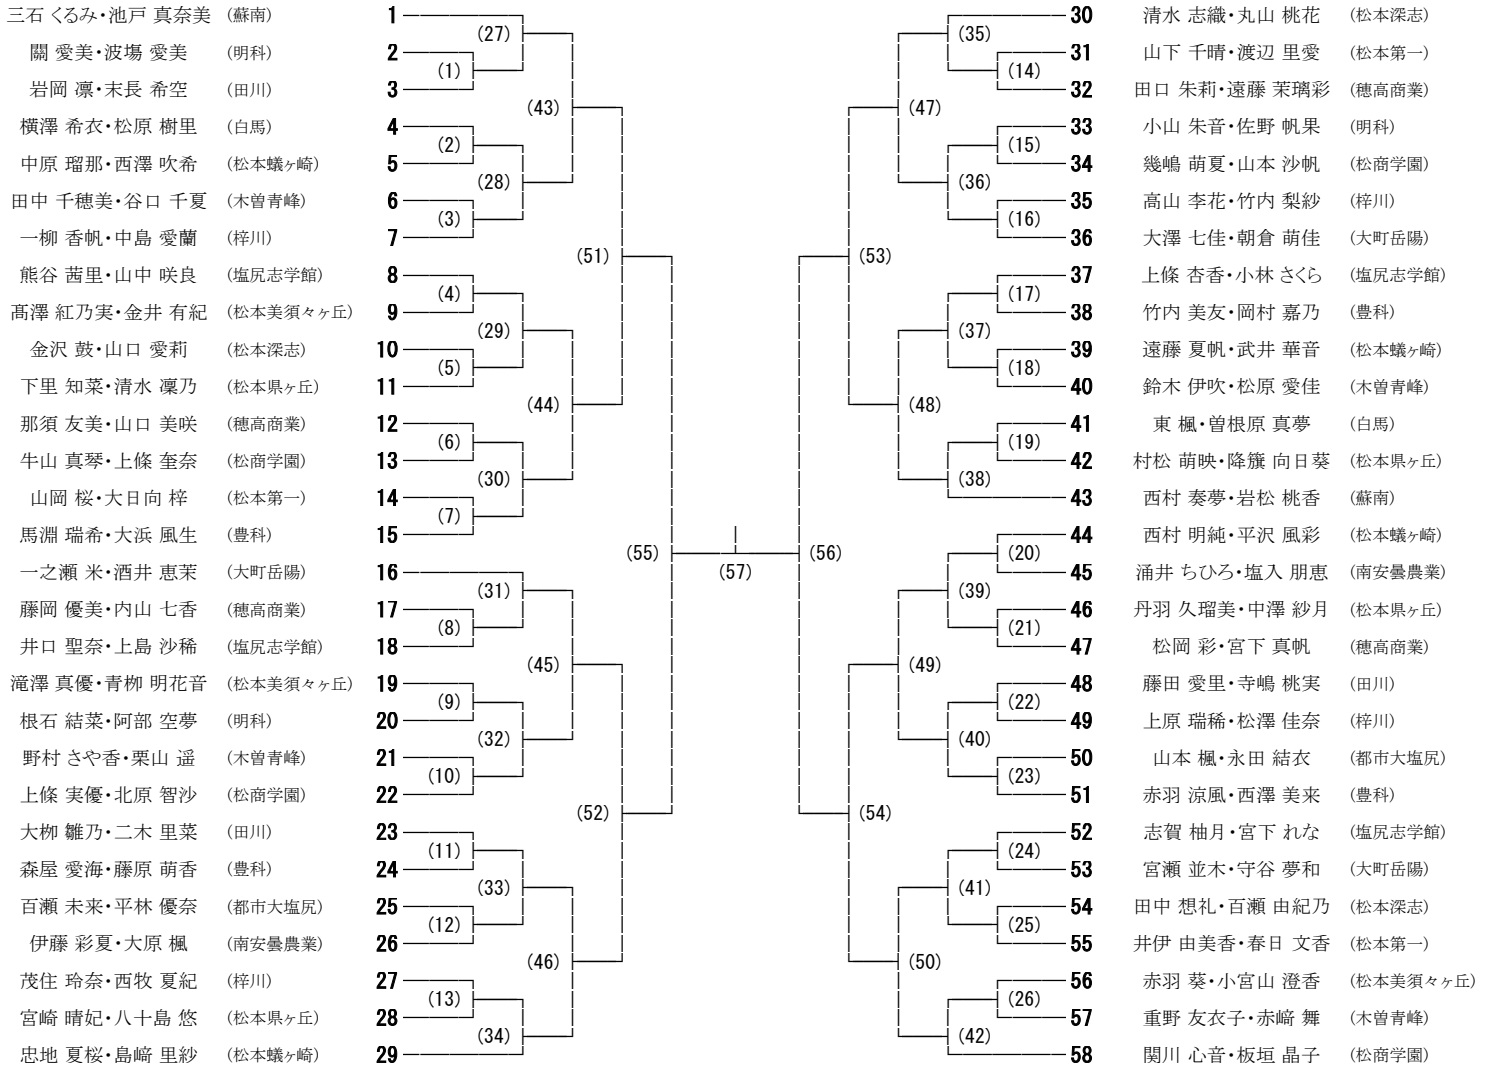 三石 くるみ・池戸 真奈美 (蘇南) 1
關 愛美・波場 愛美 (明科) 2
岩岡 凛・末長 希空 (田川) 3
横澤 希衣・松原 樹里 (白馬) 4
中原 瑠那・西澤 吹希 (松本蟻ヶ崎) 5
田中 千穂美・谷口 千夏 (木曽青峰) 6
一柳 香帆・中島 愛蘭 (梓川) 7
熊谷 茜里・山中 咲良 (塩尻志学館) 8
髙澤 紅乃実・金井 有紀 (松本美須々ヶ丘) 9
金沢 鼓・山口 愛莉 (松本深志) 10
下里 知菜・清水 凜乃 (松本県ヶ丘) 11
那須 友美・山口 美咲 (穂高商業) 12
牛山 真琴・上條 奎奈 (松商学園) 13
山岡 桜・大日向 梓 (松本第一) 14
馬淵 瑞希・大浜 風生 (豊科) 15
一之瀬 米・酒井 恵茉 (大町岳陽) 16
藤岡 優美・内山 七香 (穂高商業) 17
井口 聖奈・上島 沙稀 (塩尻志学館) 18
滝澤 真優・青栁 明花音 (松本美須々ヶ丘) 19
根石 結菜・阿部 空夢 (明科) 20
野村 さや香・栗山 遥 (木曽青峰) 21
上條 実優・北原 智沙 (松商学園) 22
大栁 雛乃・二木 里菜 (田川) 23
森屋 愛海・藤原 萌香 (豊科) 24
百瀬 未来・平林 優奈 (都市大塩尻) 25
伊藤 彩夏・大原 楓 (南安曇農業) 26
茂住 玲奈・西牧 夏紀 (梓川) 27
宮崎 晴妃・八十島 悠 (松本県ヶ丘) 28
忠地 夏桜・島﨑 里紗 (松本蟻ヶ崎) 29
(27)
(1)
(43)
(2)
(28)
(3)
(51)
(4)
(29)
(5)
(44)
(6)
(30)
(7)
(55)
(31)
(8)
(45)
(9)
(32)
(10)
(52)
(11)
(33)
(12)
(46)
(13)
(34)
(57)
(35)
(14)
(47)
(15)
(36)
(16)
(53)
(17)
(37)
(18)
(48)
(19)
(38)
(56)
(20)
(39)
(21)
(49)
(22)
(40)
(23)
(54)
(24)
(41)
(25)
(50)
(26)
(42)
30 清水 志織・丸山 桃花 (松本深志)
31 山下 千晴・渡辺 里愛 (松本第一)
32 田口 朱莉・遠藤 茉璃彩 (穂高商業)
33 小山 朱音・佐野 帆果 (明科)
34 幾嶋 萌夏・山本 沙帆 (松商学園)
35 高山 李花・竹内 梨紗 (梓川)
36 大澤 七佳・朝倉 萌佳 (大町岳陽)
37 上條 杏香・小林 さくら (塩尻志学館)
38 竹内 美友・岡村 嘉乃 (豊科)
39 遠藤 夏帆・武井 華音 (松本蟻ヶ崎)
40 鈴木 伊吹・松原 愛佳 (木曽青峰)
41 東 楓・曽根原 真夢 (白馬)
42 村松 萌映・降籏 向日葵 (松本県ヶ丘)
43 西村 奏夢・岩松 桃香 (蘇南)
44 西村 明純・平沢 風彩 (松本蟻ヶ崎)
45 涌井 ちひろ・塩入 朋恵 (南安曇農業)
46 丹羽 久瑠美・中澤 紗月 (松本県ヶ丘)
47 松岡 彩・宮下 真帆 (穂高商業)
48 藤田 愛里・寺嶋 桃実 (田川)
49 上原 瑞稀・松澤 佳奈 (梓川)
50 山本 楓・永田 結衣 (都市大塩尻)
51 赤羽 涼風・西澤 美来 (豊科)
52 志賀 柚月・宮下 れな (塩尻志学館)
53 宮瀬 並木・守谷 夢和 (大町岳陽)
54 田中 想礼・百瀬 由紀乃 (松本深志)
55 井伊 由美香・春日 文香 (松本第一)
56 赤羽 葵・小宮山 澄香 (松本美須々ヶ丘)
57 重野 友衣子・赤﨑 舞 (木曽青峰)
58 関川 心音・板垣 晶子 (松商学園)